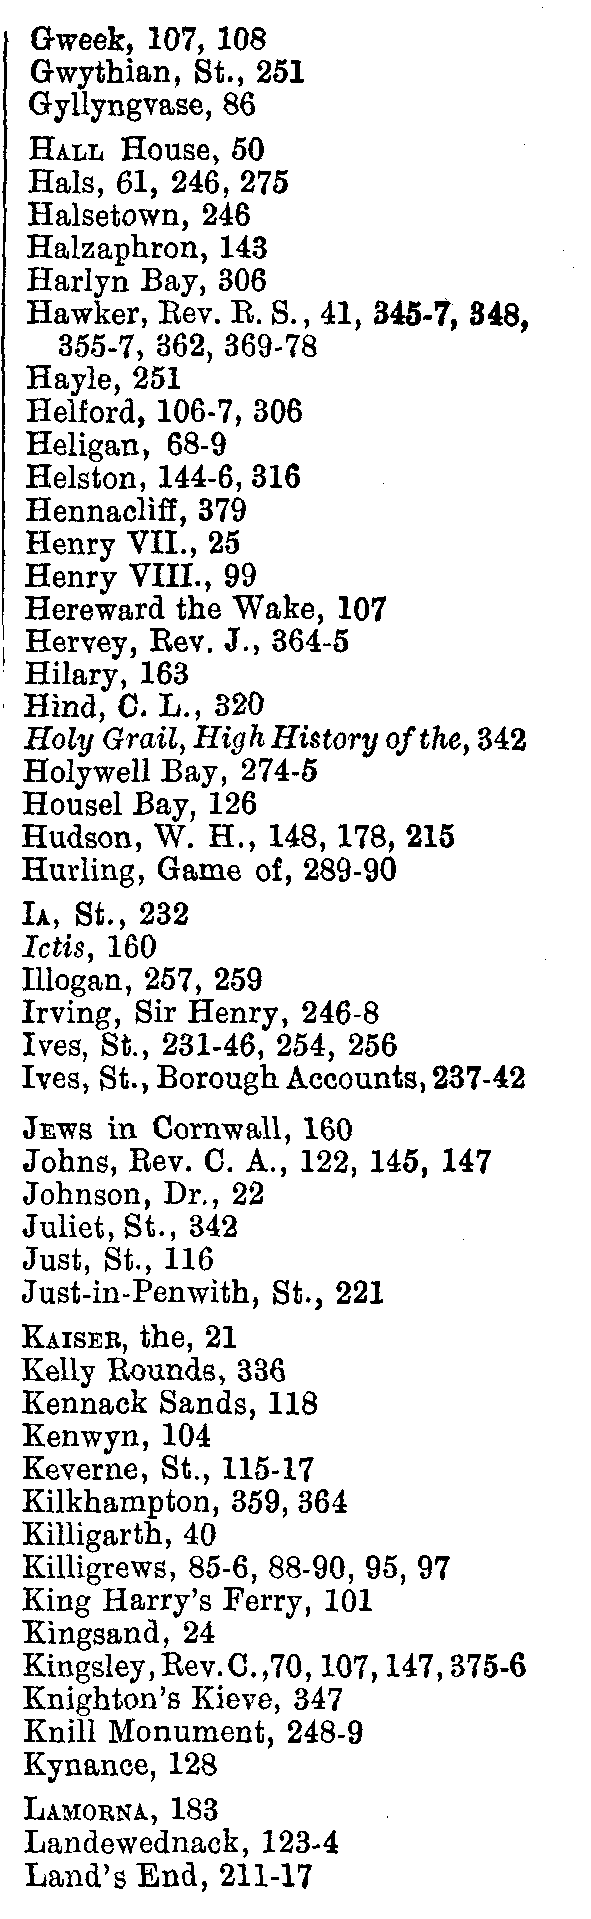 Gweek, 107, 108
Gwythian, St., 251
Gyllyngvase, 86
HALL House, 50
Hals, 61, 246, 275
Halsetown, 246
Halzaphron, 143
Harlyn Bay, 306
Hawker, Rev. R. S., 41, 345-7, 348,
355-7, 362, 369-78
Hayle, 251
Helford, 106-7, 306
Heligan, 68-9
Helston, 144-6, 316
Hennacliff, 379
Henry VII., 25
Henry VIII., 99
Hereward the Wake, 107
Hervey, Rev. J., 364-5
Hilary, 163
Hind, C. L., 320
Holy Grail, High History of the, 342
Holywell Bay, 274-5
Housel Bay, 126
Hudson, W. H., 148, 178, 215
Hurling, Game of, 289-90
IA, St., 232
Ictis, 160
Illogan, 257, 259
Irving, Sir Henry, 246-8
Ives, St., 231-46, 254, 256
Ives, St., Borough Accounts, 237-42
JEWS in Cornwall, 160
Johns, Rev. C. A., 122, 145, 147
Johnson, Dr., 22
Juliet, St., 342
Just, St., 116
Just-in-Penwith, St., 221
KAISER, the, 21
Kelly Rounds, 336
Kennack Sands, 118
Kenwyn, 104
Keverne, St., 115-17
Kilkhampton, 359, 364
Killigarth, 40
Killigrews, 85-6, 88-90, 95, 97
King Harry's Ferry, 101
Kingsand, 24
Kingsley, Rev. C., 70, 107, 147, 375-6
Knighton's Kieve, 347
Knill Monument, 248-9
Kynance, 128
LAMORNA, 183
Landewednack, 123-4
Land's End, 211-17